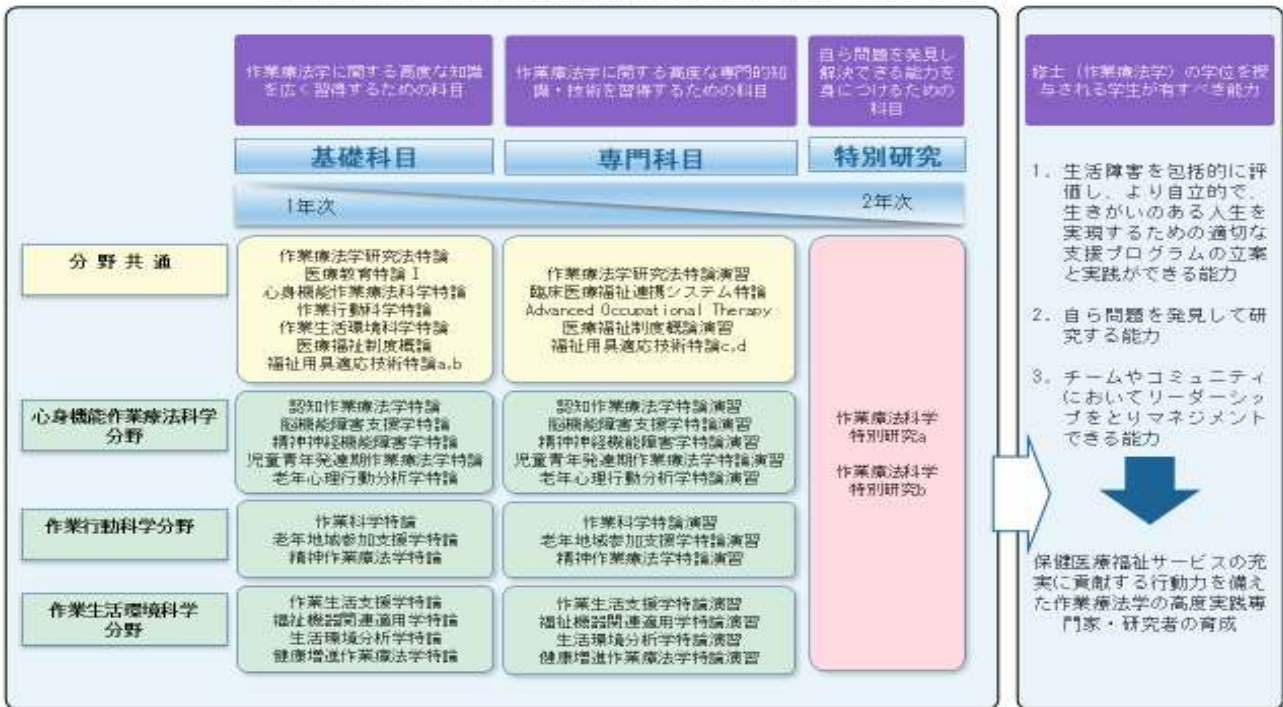 作業療法学に関する高度な知識
を広く習得するための科目
作業療法学に関する高度な専門的知
識・技術を習得するための科目
自ら問題を発見し
解決できる能力を
身につけるための
科目
基礎科目
専門科目
特別研究
1年次
2年次
分野共通
作業療法学研究法特論
医療教育特論Ⅰ
心身機能作業療法科学特論
作業行動科学特論
作業生活環境科学特論
医療福祉制度概論
福祉用具適応技術特論a,b
作業療法学研究法特論演習
臨床医療福祉連携システム特論
Advanced Occupational Therapy
医療福祉制度概論演習
福祉用具適応技術特論c,d
心身機能作業療法科学
分野
認知作業療法学特論
脳機能障害支援学特論
精神神経機能障害学特論
児童青年発達期作業療法学特論
老年心理行動分析学特論
認知作業療法学特論演習
脳機能障害支援学特論演習
精神神経機能障害学特論演習
児童青年発達期作業療法学特論演習
老年心理行動分析学特論演習
作業行動科学分野
作業科学特論
老年地域参加支援学特論
精神作業療法学特論
作業科学特論演習
老年地域参加支援学特論演習
精神作業療法学特論演習
作業生活環境科学
分野
作業生活支援学特論
福祉機器関連適用学特論
生活環境分析学特論
健康増進作業療法学特論
作業生活支援学特論演習
福祉機器関連適用学特論演習
生活環境分析学特論演習
健康増進作業療法学特論演習
作業療法科学
特別研究a
作業療法科学
特別研究b
修士（作業療法学）の学位を授
与される学生が有すべき能力
1. 生活障害を包括的に評
価し、より自立的で、
生きがいのある人生を
実現するための適切な
支援プログラムの立案
と実践ができる能力
2. 自ら問題を発見して研
究する能力
3. チームやコミュニティ
においてリーダーシッ
プをとりマネジメント
できる能力
保健医療福祉サービスの充
実に貢献する行動力を備え
た作業療法学の高度実践専
門家・研究者の育成